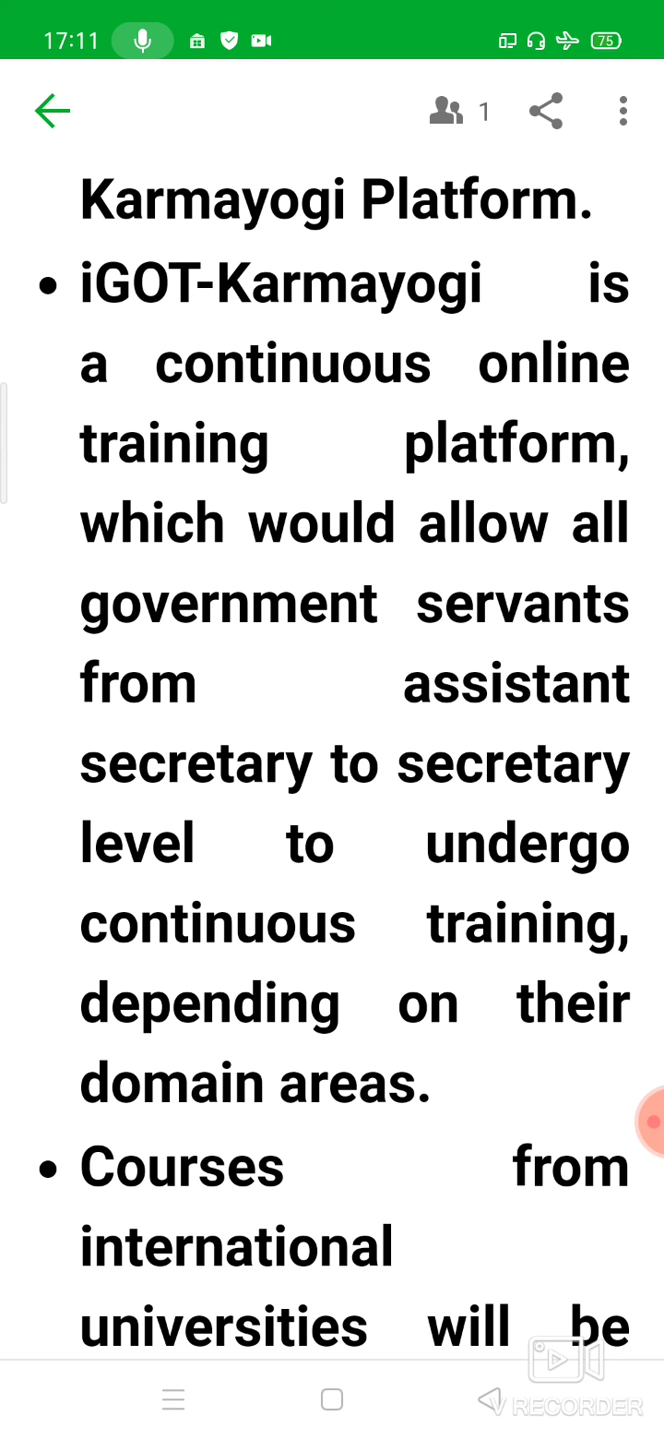 17:11
75
1
Karmayogi Platform.
• iGOT-Karmayogi is
a continuous online
training platform,
which would allow all
government servants
from assistant
secretary to secretary
level to undergo
continuous training,
depending on their
domain areas.
• Courses from
international
universities will be
V RECORDER